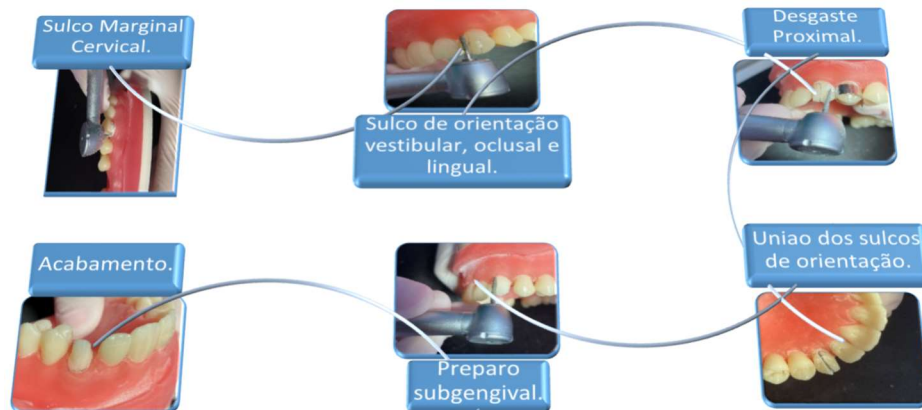 Sulco Marginal
Cervical.
Sulco de orientação
vestibular, oclusal e
lingual.
Desgaste
Proximal.
Uniao dos sulcos
de orientação.
Preparo
subgengival.
Acabamento.